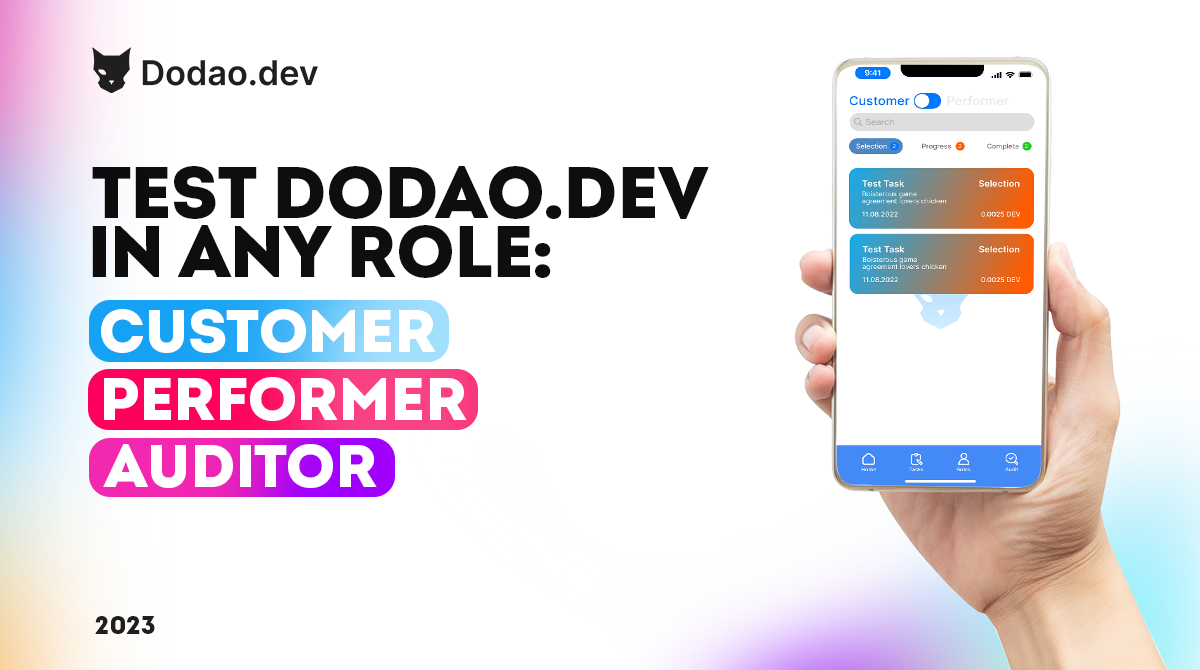 Dodao.dev
TEST DODAO.DEV
IN ANY ROLE:
CUSTOMER
PERFORMER
AUDITOR
2023
9:41
Customer Performer
Search
Selection 2 Progress 2 Complete 2
Test Task Selection
Boisterous game
agreement lovers chicken
11.08.2022 0.0025 DEV
Test Task Selection
Boisterous game
agreement lovers chicken
11.08.2022 0.0025 DEV
Home Tasks Roles Audit